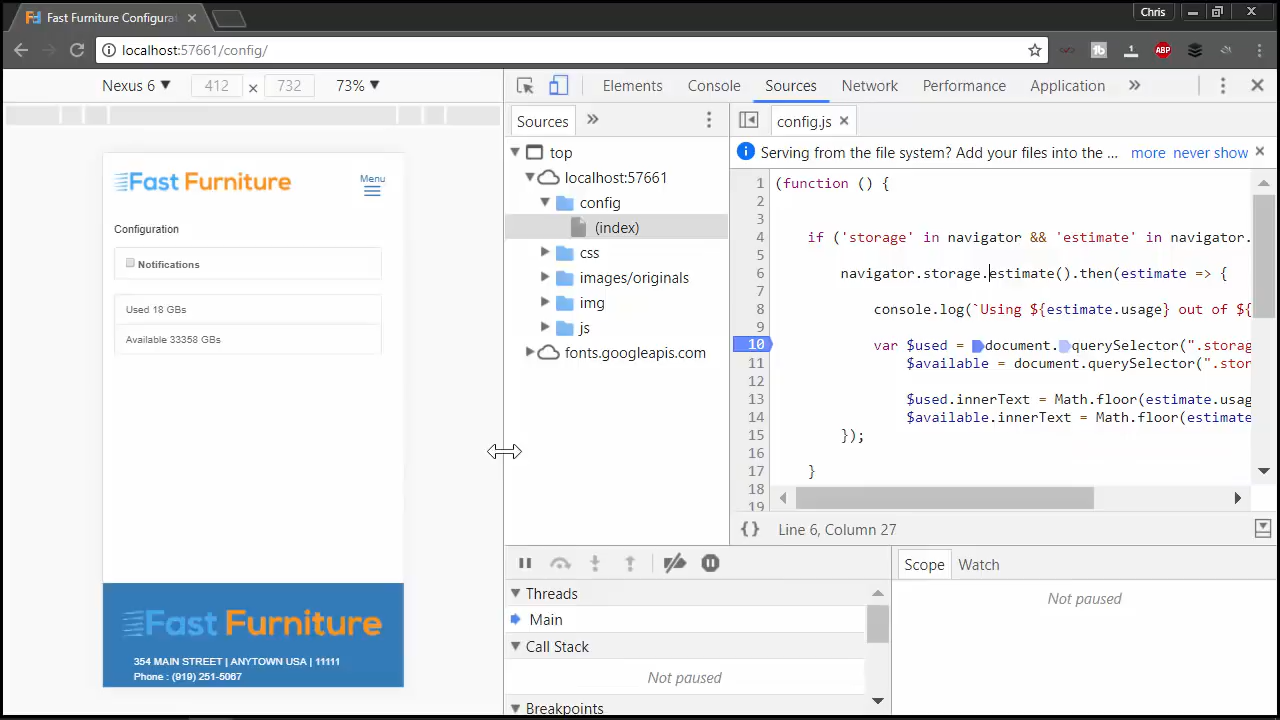 Fast Furniture Configurat
Chris
localhost:57661/config/
ABP
1
Nexus 6 ▼ 412 × 732 73% ▼
Elements Console Sources Network Performance Application »
Sources »
config.js ×
Serving from the file system? Add your files into the ... more never show ×
top
localhost:57661
config
(index)
css
images/originals
img
js
fonts.googleapis.com
Fast Furniture
Menu
Configuration
Notifications
Used 18 GBs
Available 33358 GBs
Fast Furniture
354 MAIN STREET | ANYTOWN USA | 11111
Phone : (919) 251-5067
1 (function () {
2
3
4 if ('storage' in navigator && 'estimate' in navigator.
5
6 navigator.storage.estimate().then(estimate => {
7
8 console.log(`Using ${estimate.usage} out of ${
9
10 var $used = document.querySelector(".storag
11 $available = document.querySelector(".stor
12
13 $used.innerText = Math.floor(estimate.usag
14 $available.innerText = Math.floor(estimate
15 });
16
17 }
18
19
{} Line 6, Column 27
Threads
Main
Call Stack
Not paused
Breakpoints
Scope Watch
Not paused